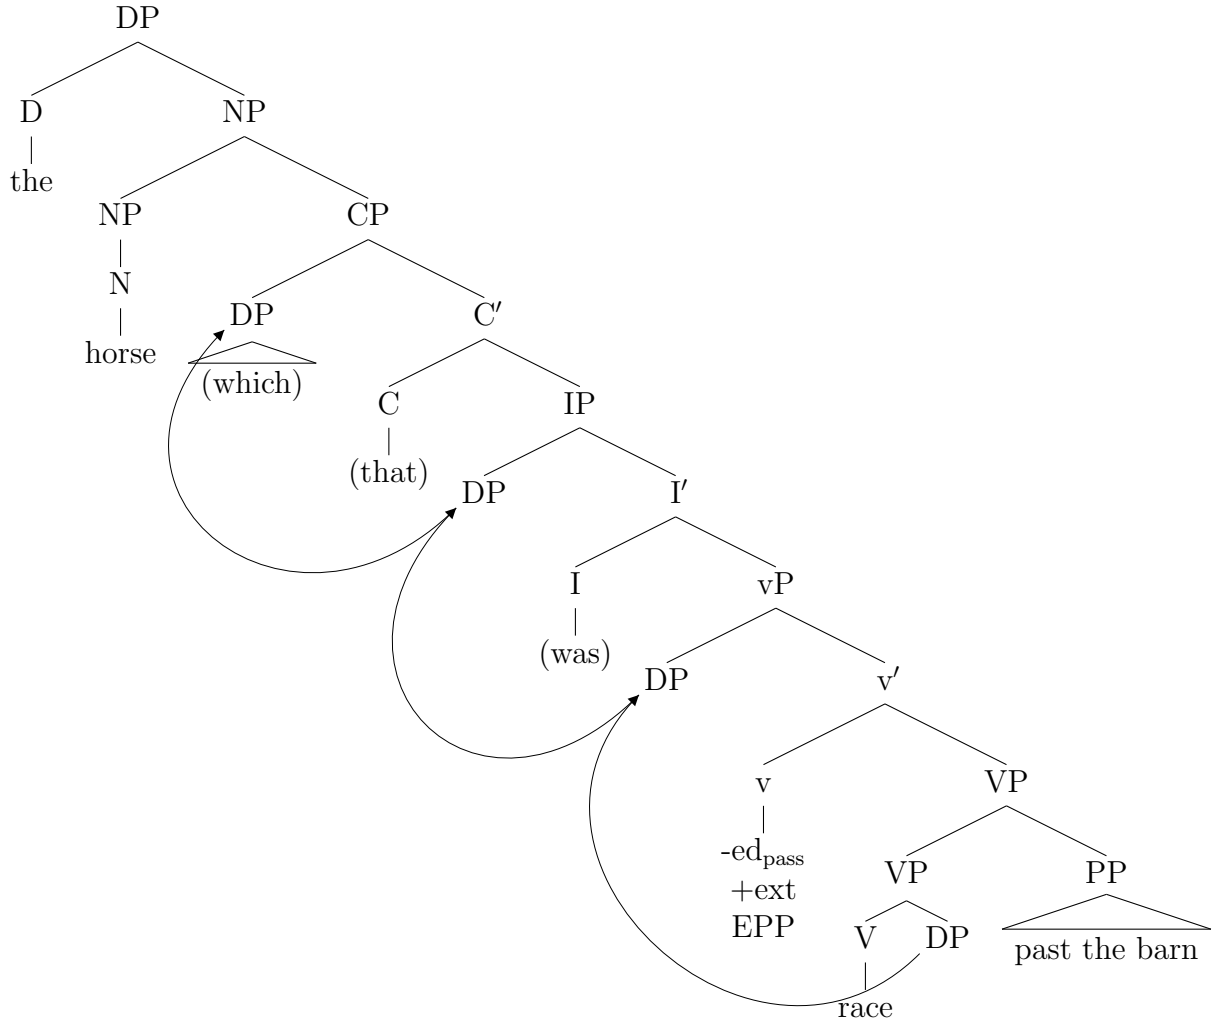 DP
D NP
the
NP CP
N
horse
DP C′
(which)
C IP
(that)
DP I′
I vP
(was)
DP v′
v VP
-ed_pass
+ext
EPP
VP PP
V DP past the barn
race